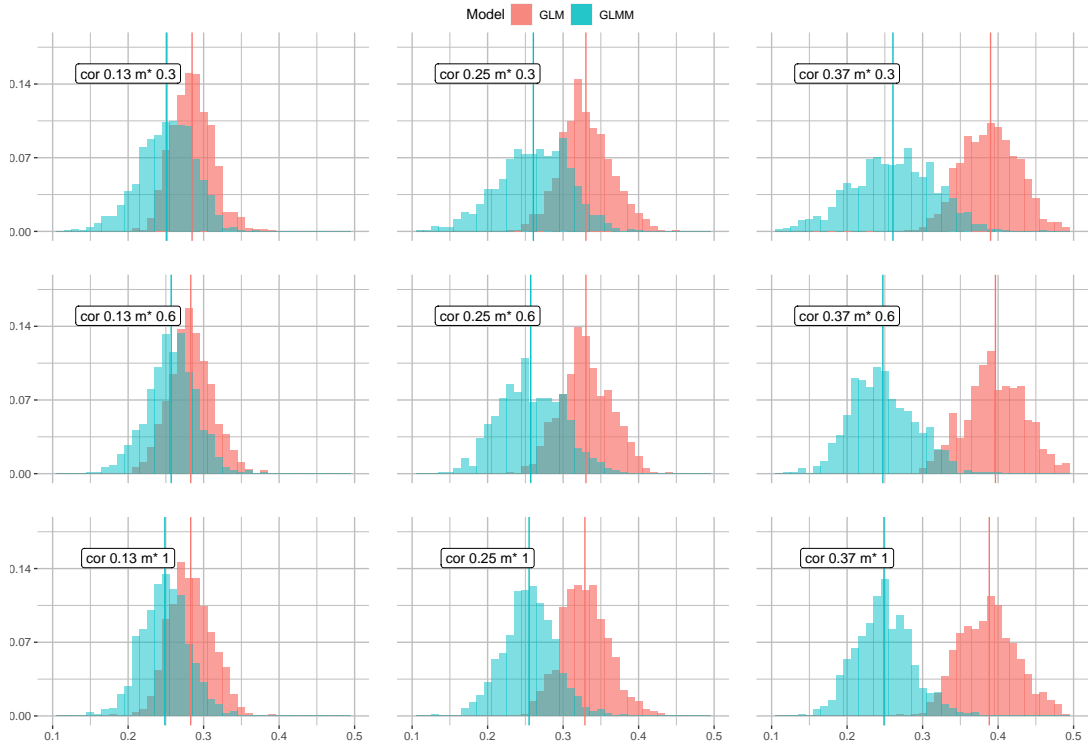 Model GLM GLMM
cor 0.13 m* 0.3
cor 0.25 m* 0.3
cor 0.37 m* 0.3
0.14
0.07
0.00
cor 0.13 m* 0.6
cor 0.25 m* 0.6
cor 0.37 m* 0.6
0.14
0.07
0.00
cor 0.13 m* 1
cor 0.25 m* 1
cor 0.37 m* 1
0.14
0.07
0.00
0.1 0.2 0.3 0.4 0.5 0.1 0.2 0.3 0.4 0.5 0.1 0.2 0.3 0.4 0.5